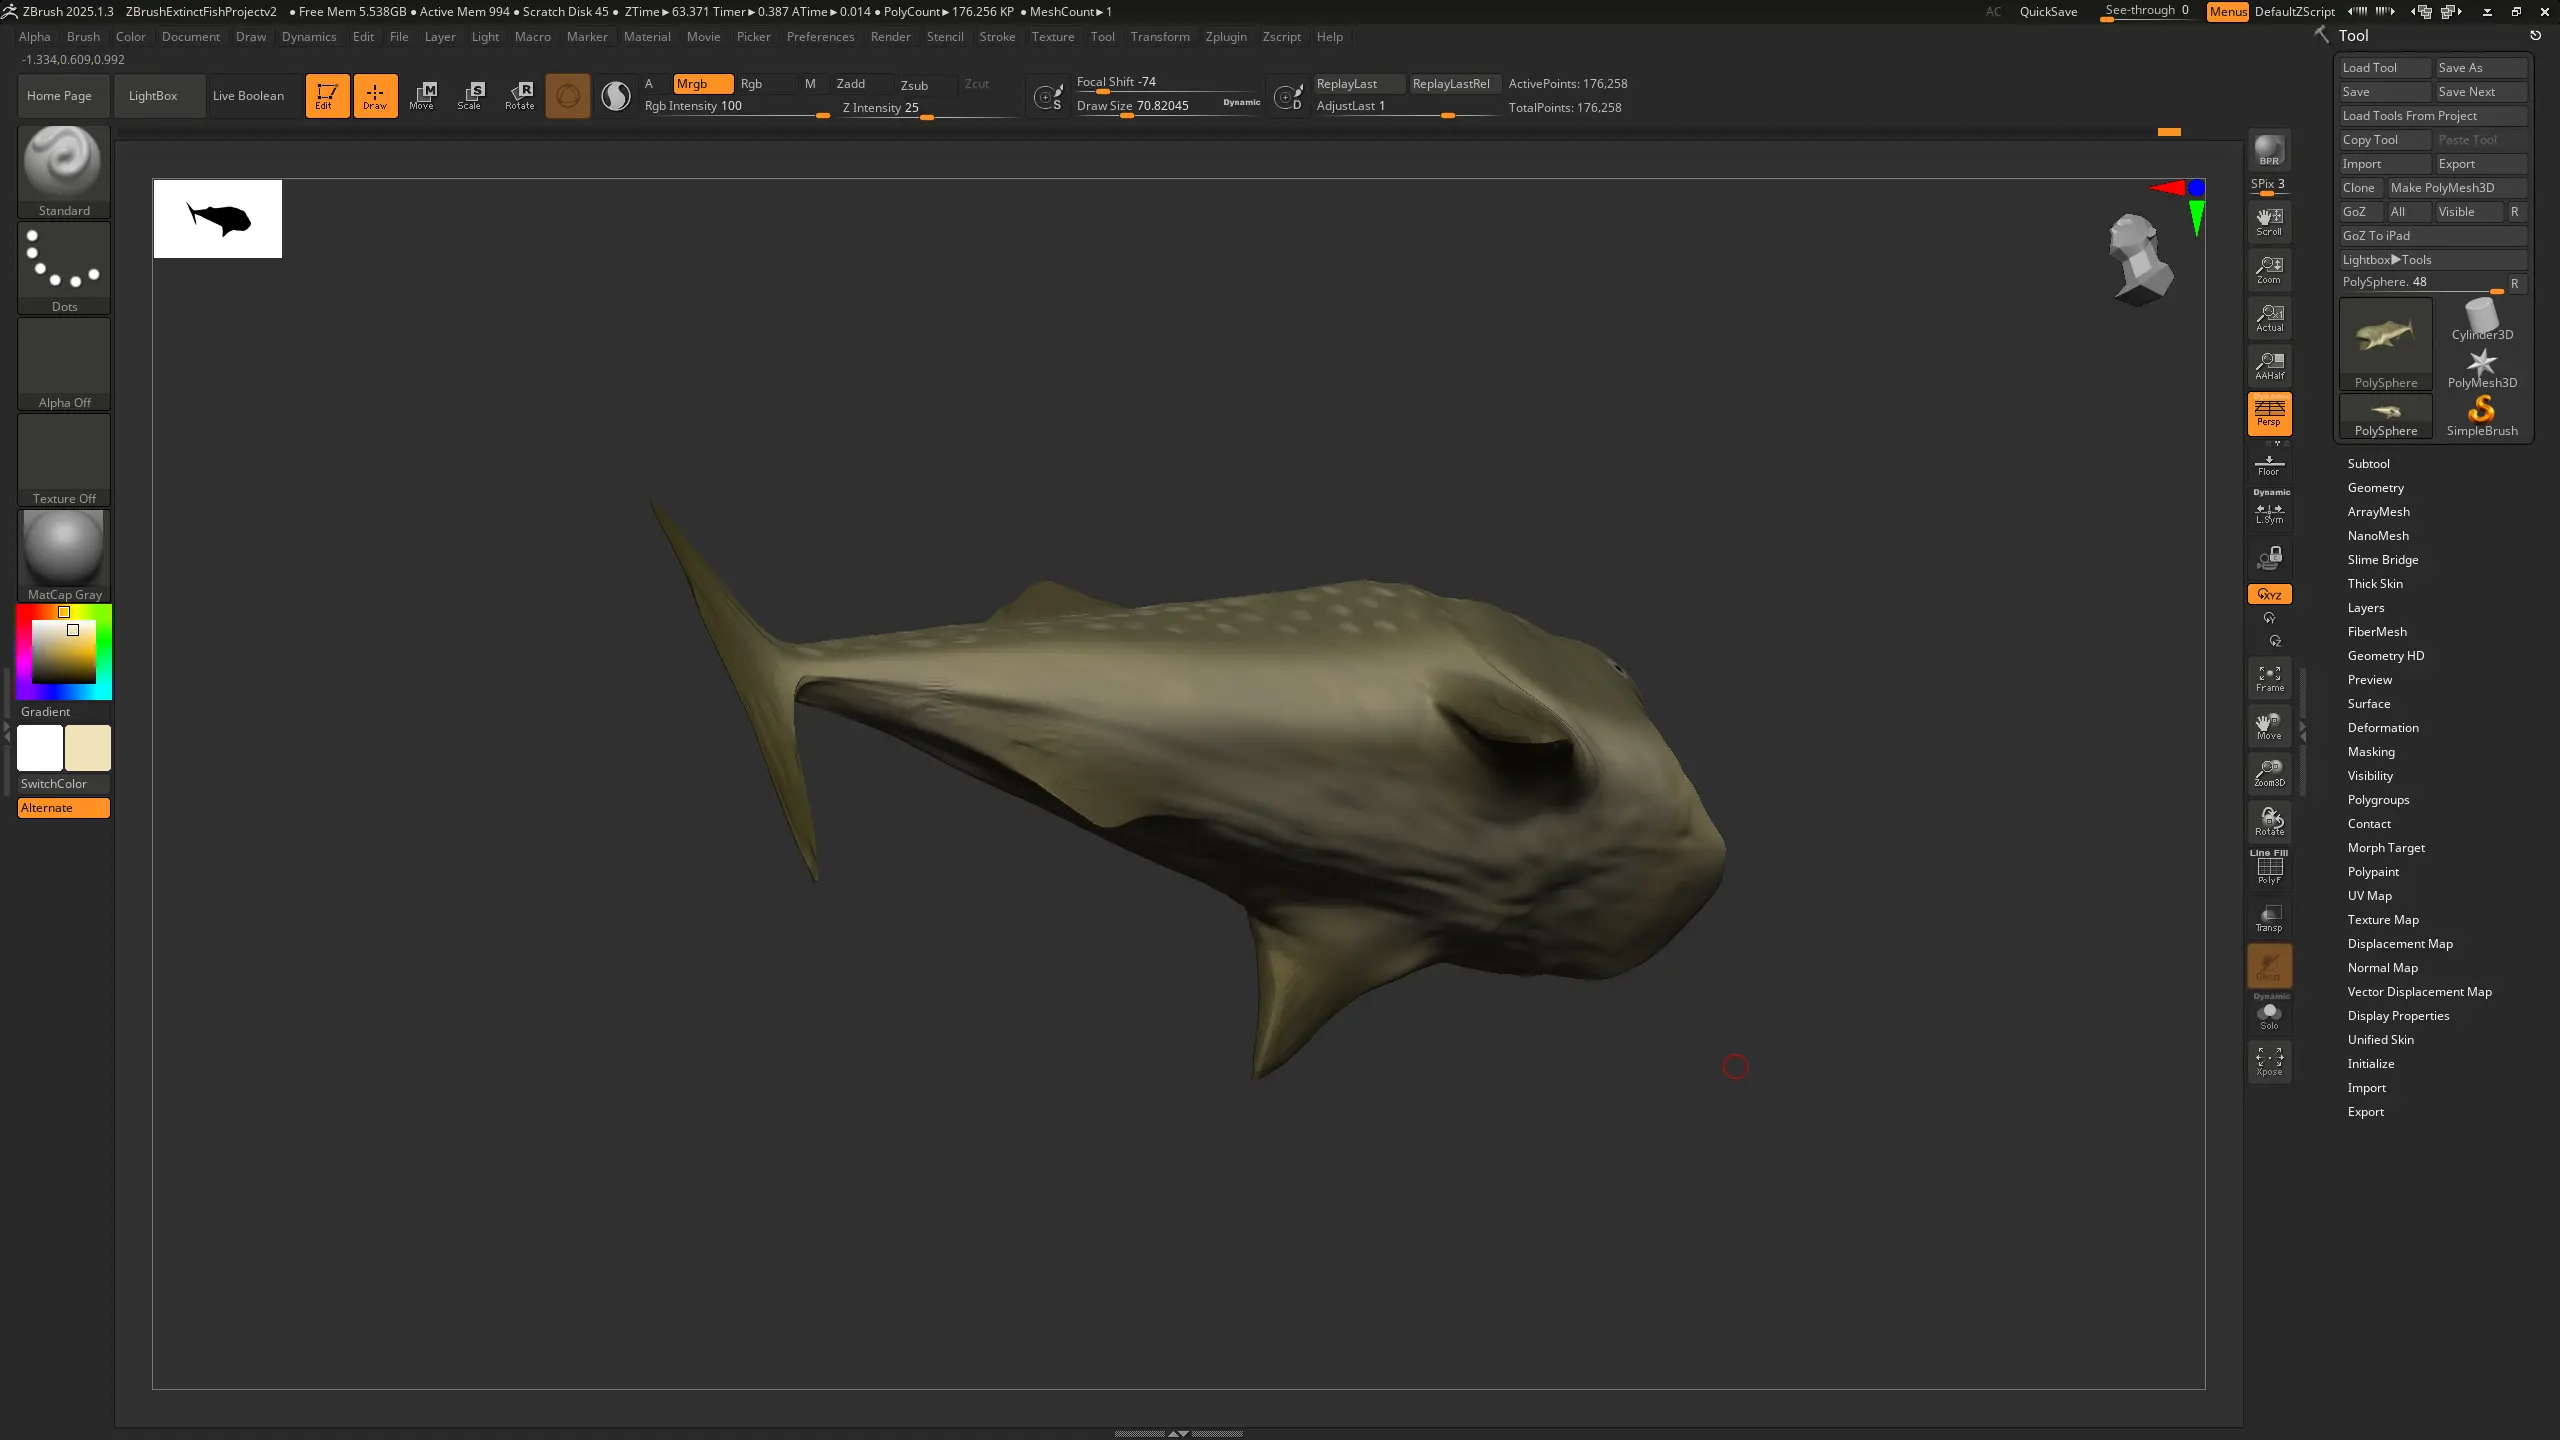 ZBrush 2025.1.3 ZBrushExtinctFishProjectv2 ● Free Mem 5.538GB ● Active Mem 994 ● Scratch Disk 45 ● ZTime►63.371 Timer►0.387 ATime►0.014 ● PolyCount►176.256 KP ● MeshCount►1 AC QuickSave See-through 0 Menus DefaultZScript
Alpha Brush Color Document Draw Dynamics Edit File Layer Light Macro Marker Material Movie Picker Preferences Render Stencil Stroke Texture Tool Transform Zplugin Zscript Help
-1.334,0.609,0.992
Home Page LightBox Live Boolean Edit Draw Move Scale Rotate
A Mrgb Rgb M Zadd Zsub Zcut
Rgb Intensity 100 Z Intensity 25
Focal Shift -74
Draw Size 70.82045 Dynamic
ReplayLast ReplayLastRel ActivePoints: 176,258
AdjustLast 1 TotalPoints: 176,258
Standard
Dots
Alpha Off
Texture Off
MatCap Gray
Gradient
SwitchColor
Alternate
BPR
SPix 3
Scroll
Zoom
Actual
AAHalf
Dynamic
Persp
Floor
Dynamic
L.Sym
XYZ
Frame
Move
Zoom3D
Rotate
Line Fill
PolyF
Transp
Ghost
Dynamic
Solo
Xpose
Tool
Load Tool Save As
Save Save Next
Load Tools From Project
Copy Tool Paste Tool
Import Export
Clone Make PolyMesh3D
GoZ All Visible R
GoZ To iPad
Lightbox►Tools
PolySphere. 48 R
Cylinder3D
PolySphere PolyMesh3D
PolySphere SimpleBrush
Subtool
Geometry
ArrayMesh
NanoMesh
Slime Bridge
Thick Skin
Layers
FiberMesh
Geometry HD
Preview
Surface
Deformation
Masking
Visibility
Polygroups
Contact
Morph Target
Polypaint
UV Map
Texture Map
Displacement Map
Normal Map
Vector Displacement Map
Display Properties
Unified Skin
Initialize
Import
Export